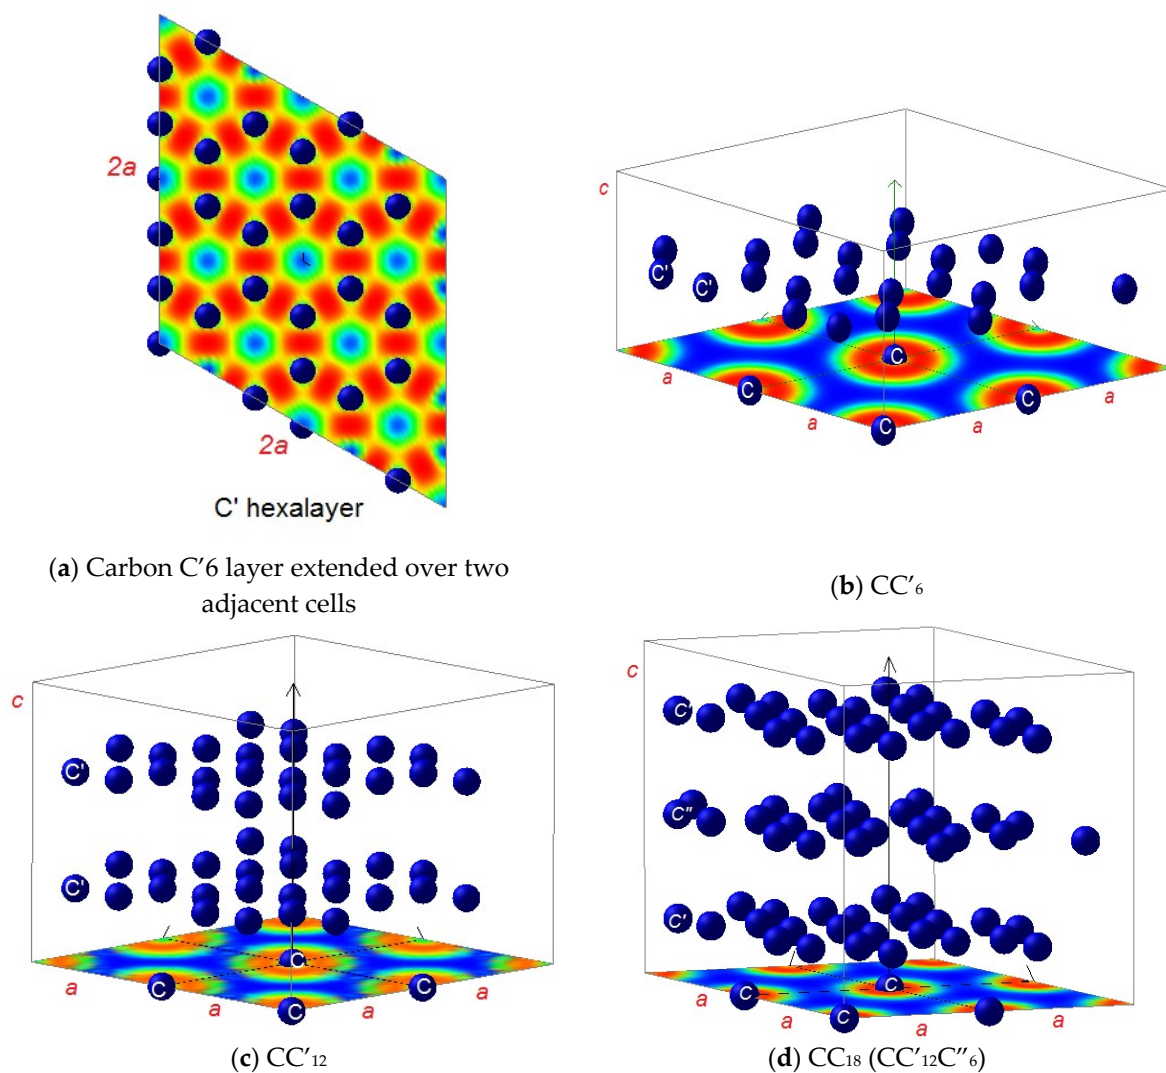 2a
2a
C' hexalayer
(a) Carbon C′6 layer extended over two
adjacent cells
c
C'
C'
C
C
C
C
a
a
a
a
(b) CC′6
c
C'
C'
C
C
C
C
a
a
a
a
(c) CC′12
c
C'
C"
C'
C
C
C
a
a
a
a
(d) CC18 (CC′12C″6)